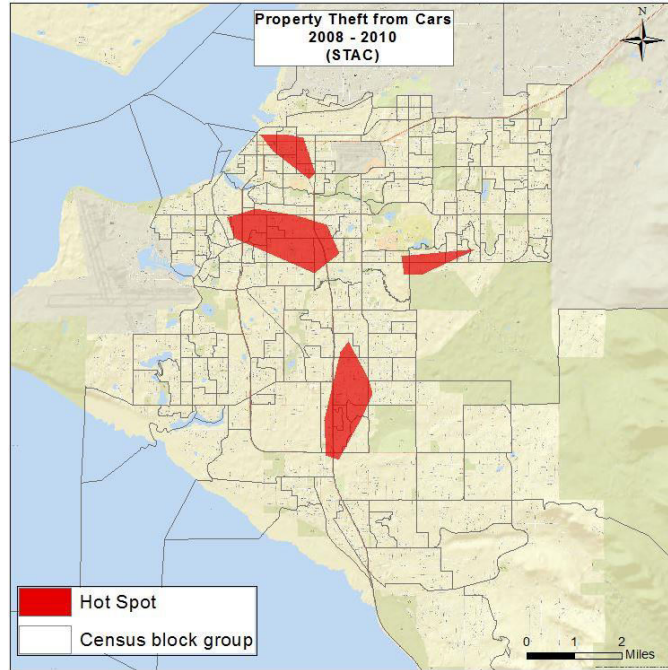 Property Theft from Cars
2008 - 2010
(STAC)
N
Hot Spot
Census block group
0 1 2
Miles